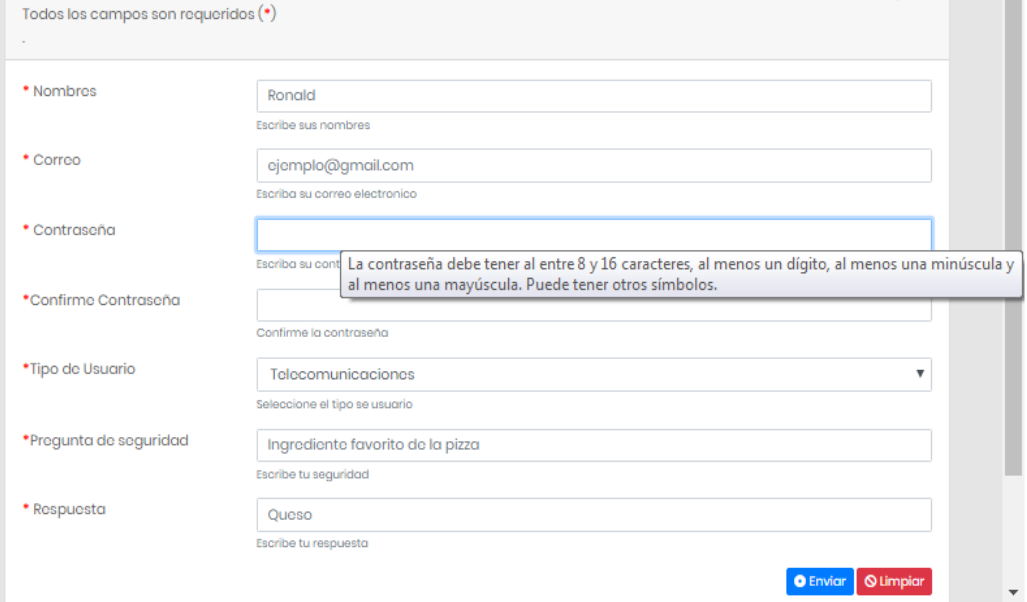 Todos los campos son requeridos (*)
.
* Nombres
Ronald
Escribe sus nombres
* Correo
ejemplo@gmail.com
Escriba su correo electronico
* Contraseña
Escriba su cont
La contraseña debe tener al entre 8 y 16 caracteres, al menos un dígito, al menos una minúscula y
al menos una mayúscula. Puede tener otros símbolos.
*Confirme Contraseña
Confirme la contraseña
*Tipo de Usuario
Telecomunicaciones
Seleccione el tipo se usuario
*Pregunta de seguridad
Ingrediente favorito de la pizza
Escribe tu seguridad
* Respuesta
Queso
Escribe tu respuesta
Enviar Limpiar